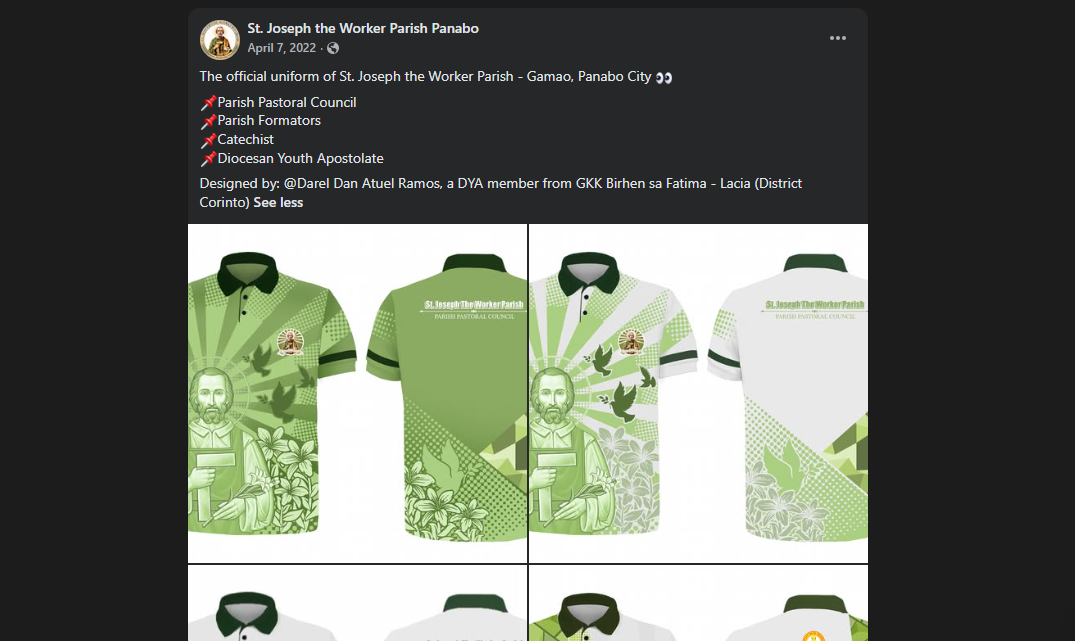 St. Joseph the Worker Parish Panabo
April 7, 2022 ·
The official uniform of St. Joseph the Worker Parish - Gamao, Panabo City 👀
📌Parish Pastoral Council
📌Parish Formators
📌Catechist
📌Diocesan Youth Apostolate
Designed by: @Darel Dan Atuel Ramos, a DYA member from GKK Birhen sa Fatima - Lacia (District
Corinto) See less
St. Joseph The Worker Parish
PARISH PASTORAL COUNCIL
St. Joseph The Worker Parish
PARISH PASTORAL COUNCIL